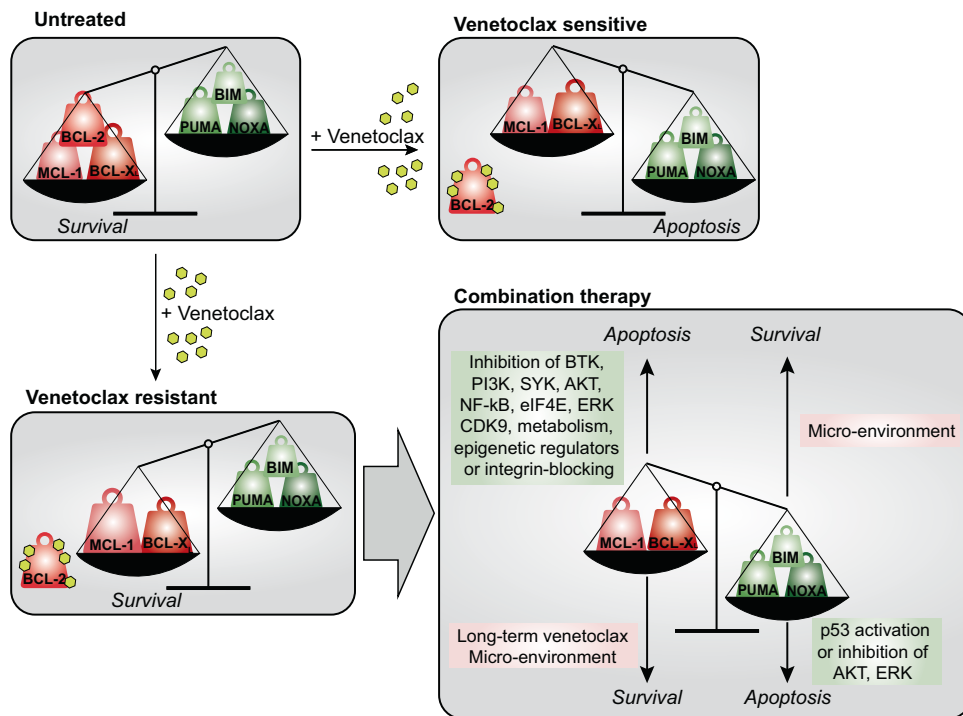 Untreated
BCL-2
MCL-1
BCL-XL
BIM
PUMA
NOXA
Survival
+ Venetoclax
Venetoclax sensitive
MCL-1
BCL-XL
BCL-2
BIM
PUMA
NOXA
Apoptosis
+ Venetoclax
Venetoclax resistant
MCL-1
BCL-X
BCL-2
BIM
PUMA
NOXA
Survival
Combination therapy
Apoptosis
Survival
Inhibition of BTK,
PI3K, SYK, AKT,
NF-kB, eIF4E, ERK
CDK9, metabolism,
epigenetic regulators
or integrin-blocking
Micro-environment
MCL-1
BCL-XL
BIM
PUMA
NOXA
Long-term venetoclax
Micro-environment
p53 activation
or inhibition of
AKT, ERK
Survival
Apoptosis